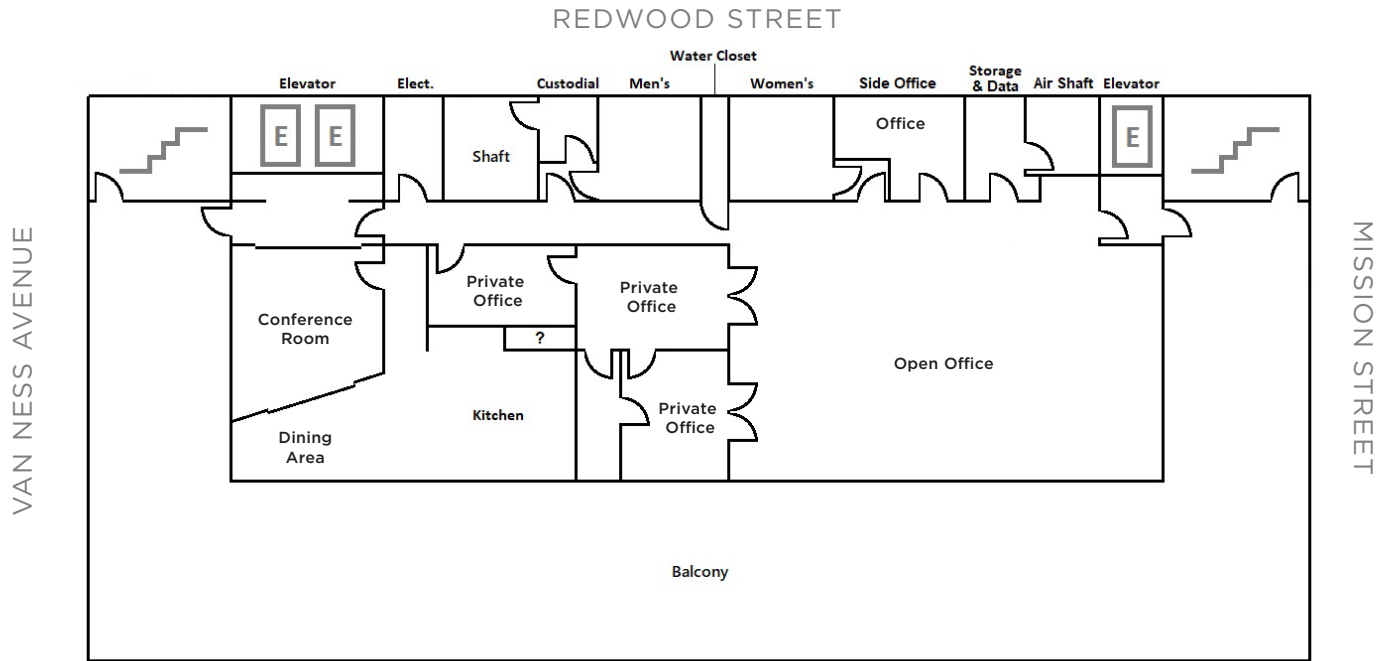 REDWOOD STREET
Water Closet
Elevator
Elect.
Custodial
Men's
Women's
Side Office
Storage
& Data
Air Shaft
Elevator
E
E
Shaft
Office
E
VAN NESS AVENUE
MISSION STREET
Private
Office
Private
Office
?
Conference
Room
Open Office
Kitchen
Private
Office
Dining
Area
Balcony